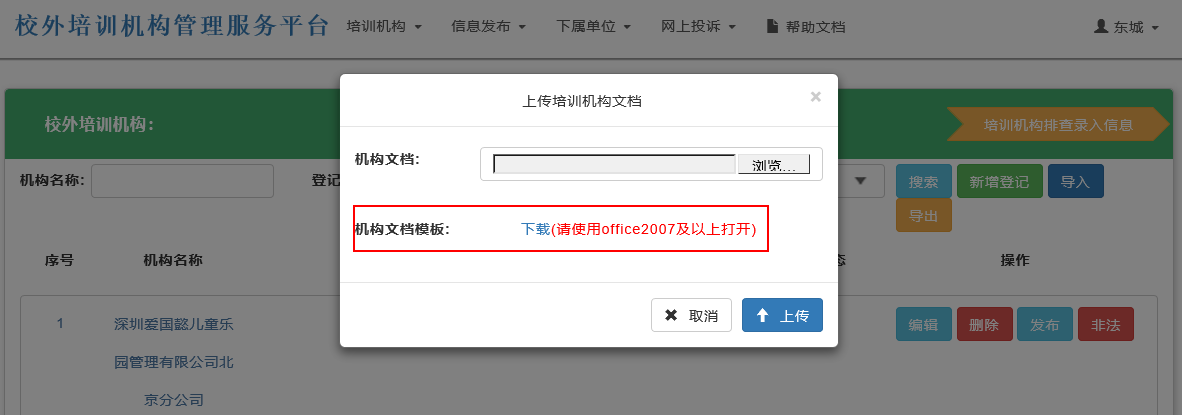 校外培训机构管理服务平台 培训机构 信息发布 下属单位 网上投诉 帮助文档 东城
上传培训机构文档 ×
校外培训机构: 培训机构排查录入信息
机构文档: 浏览...
机构名称: 登记 搜索 新增登记 导入
导出
机构文档模板: 下载(请使用office2007及以上打开)
序号 机构名称 态 操作
取消 上传
1 深圳爱国懿儿童乐 编辑 删除 发布 非法
园管理有限公司北
京分公司